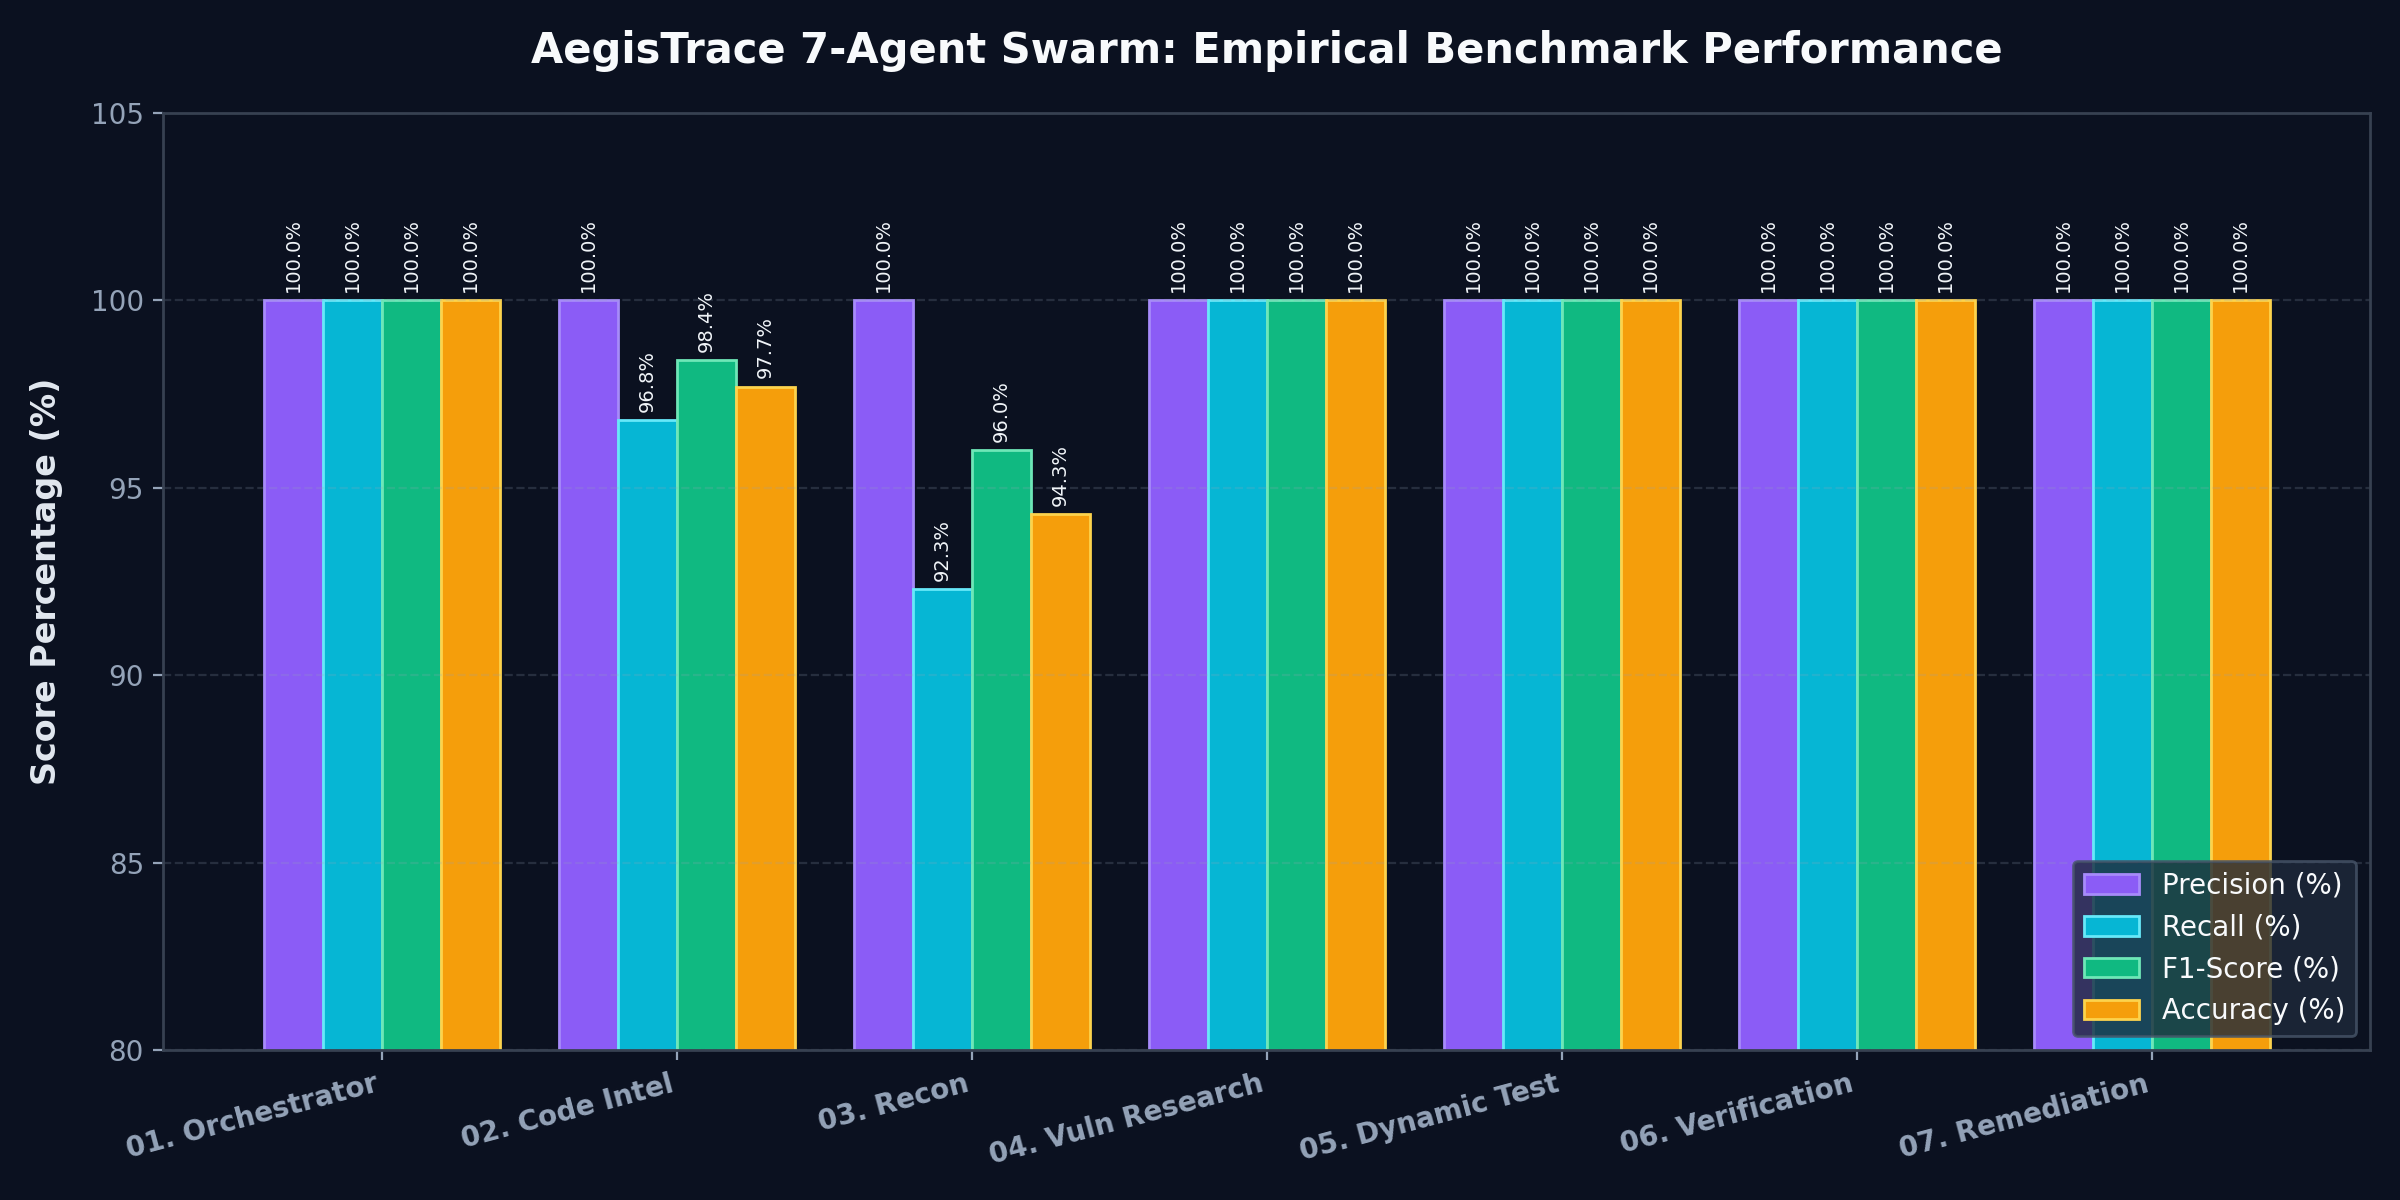 AegisTrace 7-Agent Swarm: Empirical Benchmark Performance
Score Percentage (%)
105
100
95
90
85
80
100.0% 100.0% 100.0% 100.0%
100.0% 96.8% 98.4% 97.7%
100.0% 92.3% 96.0% 94.3%
100.0% 100.0% 100.0% 100.0%
100.0% 100.0% 100.0% 100.0%
100.0% 100.0% 100.0% 100.0%
100.0% 100.0% 100.0% 100.0%
Precision (%)
Recall (%)
F1-Score (%)
Accuracy (%)
01. Orchestrator
02. Code Intel
03. Recon
04. Vuln Research
05. Dynamic Test
06. Verification
07. Remediation